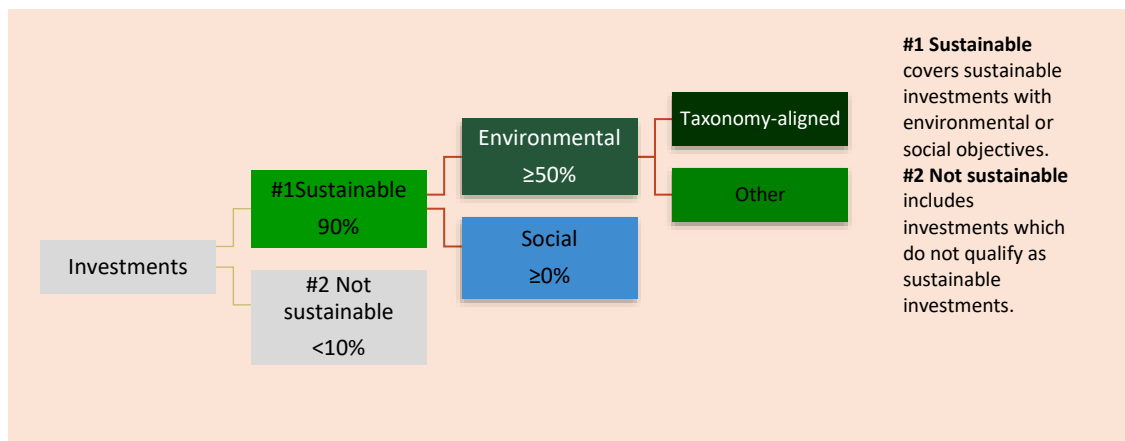 Investments
#1Sustainable
90%
#2 Not
sustainable
<10%
Environmental
≥50%
Social
≥0%
Taxonomy-aligned
Other
#1 Sustainable
covers sustainable
investments with
environmental or
social objectives.
#2 Not sustainable
includes
investments which
do not qualify as
sustainable
investments.